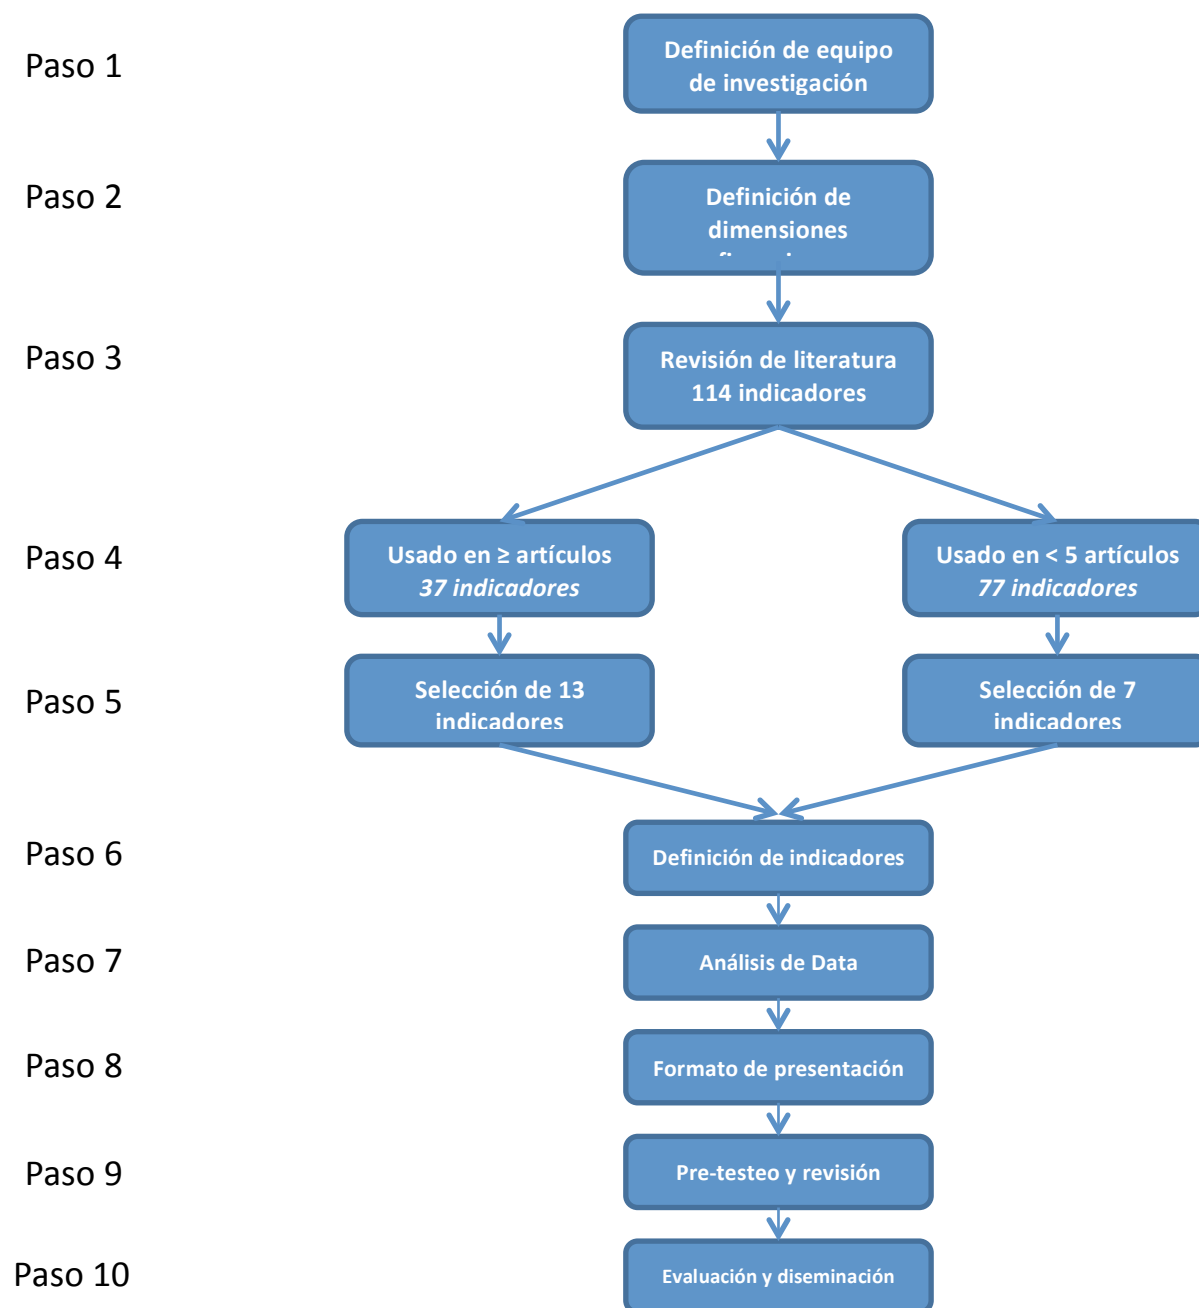 Paso 1
Definición de equipo
de investigación
Paso 2
Definición de
dimensiones
Paso 3
Revisión de literatura
114 indicadores
Paso 4
Usado en ≥ artículos
37 indicadores
Usado en < 5 artículos
77 indicadores
Paso 5
Selección de 13
indicadores
Selección de 7
indicadores
Paso 6
Definición de indicadores
Paso 7
Análisis de Data
Paso 8
Formato de presentación
Paso 9
Pre-testeo y revisión
Paso 10
Evaluación y diseminación